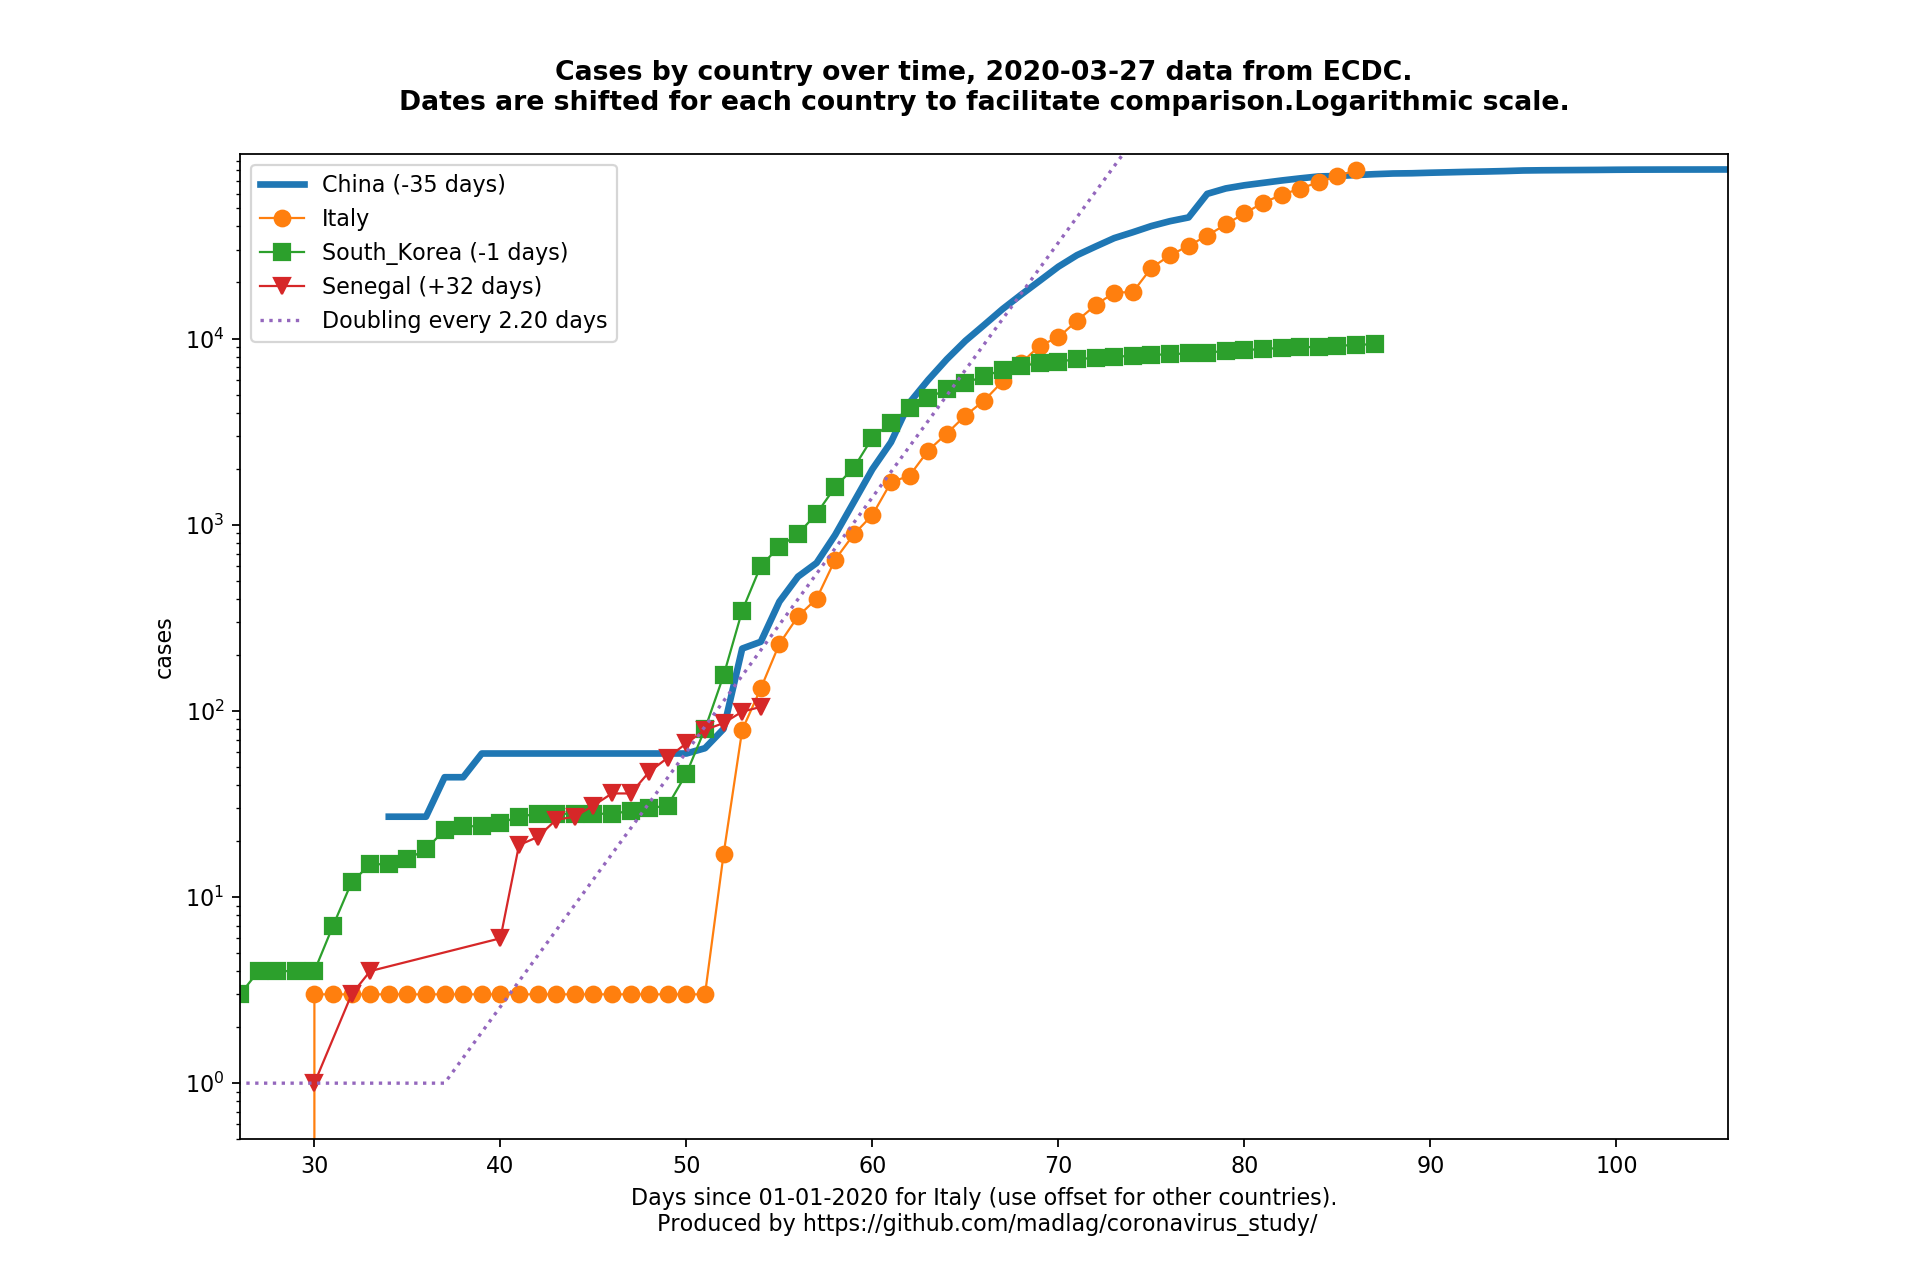 Cases by country over time, 2020-03-27 data from ECDC.
Dates are shifted for each country to facilitate comparison.Logarithmic scale.
China (-35 days)
Italy
South_Korea (-1 days)
Senegal (+32 days)
Doubling every 2.20 days
cases
10⁴
10³
10²
10¹
10⁰
30 40 50 60 70 80 90 100
Days since 01-01-2020 for Italy (use offset for other countries).
Produced by https://github.com/madlag/coronavirus_study/